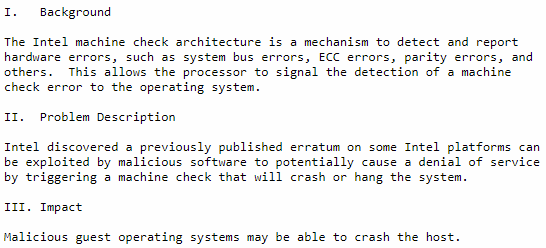 I.   Background
The Intel machine check architecture is a mechanism to detect and report
hardware errors, such as system bus errors, ECC errors, parity errors, and
others.  This allows the processor to signal the detection of a machine
check error to the operating system.
II.  Problem Description
Intel discovered a previously published erratum on some Intel platforms can
be exploited by malicious software to potentially cause a denial of service
by triggering a machine check that will crash or hang the system.
III. Impact
Malicious guest operating systems may be able to crash the host.